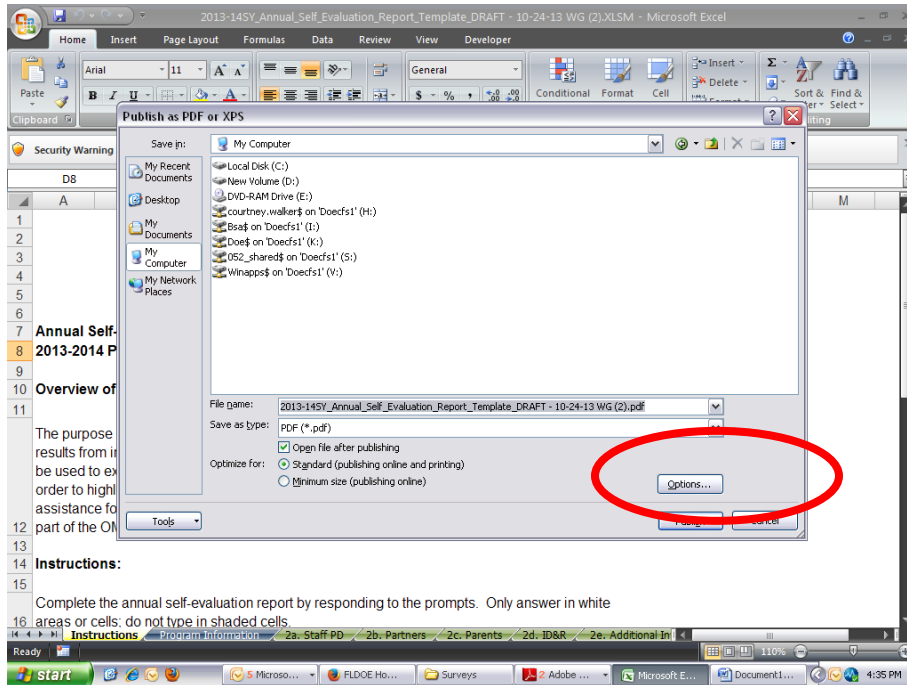 2013-14SY_Annual_Self_Evaluation_Report_Template_DRAFT - 10-24-13 WG (2).XLSM - Microsoft Excel
Home Insert Page Layout Formulas Data Review View Developer
Arial 11 General Insert
Paste Delete
B I U $ % , Conditional Format Cell Format Sort & Find &
Select
Clipboard
Publish as PDF or XPS
Security Warning
Save in: My Computer
D8
My Recent Documents
Desktop
My Documents
My Computer
My Network Places
Local Disk (C:)
New Volume (D:)
DVD-RAM Drive (E:)
courtney.walker$ on 'Doecfs1' (H:)
Bsa$ on 'Doecfs1' (I:)
Doe$ on 'Doecfs1' (K:)
052_shared$ on 'Doecfs1' (S:)
Winapps$ on 'Doecfs1' (V:)
A M
1
2
3
4
5
6
7 Annual Self-
8 2013-2014 P
9
10 Overview of
11
The purpose
results from
be used to
order to highl
assistance fo
12 part of the
File name: 2013-14SY_Annual_Self_Evaluation_Report_Template_DRAFT - 10-24-13 WG (2).pdf
Save as type: PDF (*.pdf)
Open file after publishing
Optimize for: Standard (publishing online and printing)
Minimum size (publishing online)
Options...
Tools Cancel
13
14 Instructions:
15
Complete the annual self-evaluation report by responding to the prompts. Only answer in white
16 areas or cells; do not type in shaded cells.
Instructions Program Information 2a. Staff PD 2b. Partners 2c. Parents 2d. ID&R 2e. Additional In
Ready 110%
start 5 Microso... FLDOE Ho... Surveys 2 Adobe ... Microsoft E... Document1... 4:35 PM